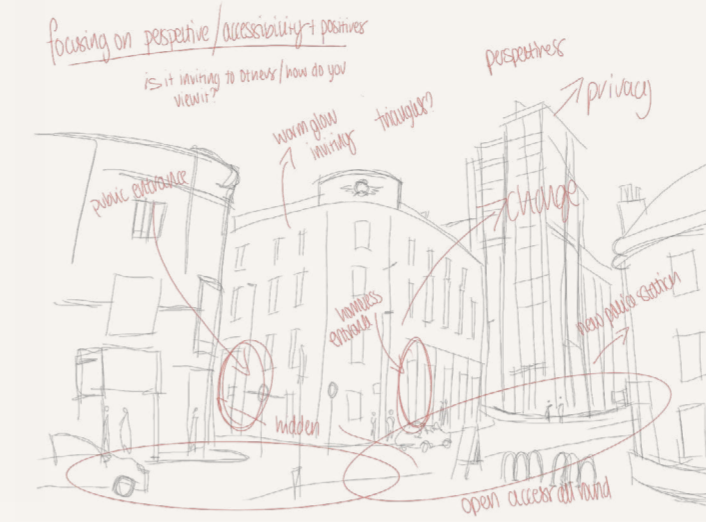 focusing on perspective/accessibility + positives
is it inviting to others/how do you
view it?
perspectives
privacy
warm glow
inviting
thoughts?
public entrance
change
homeless
entrance
new police station
hidden
open access all round